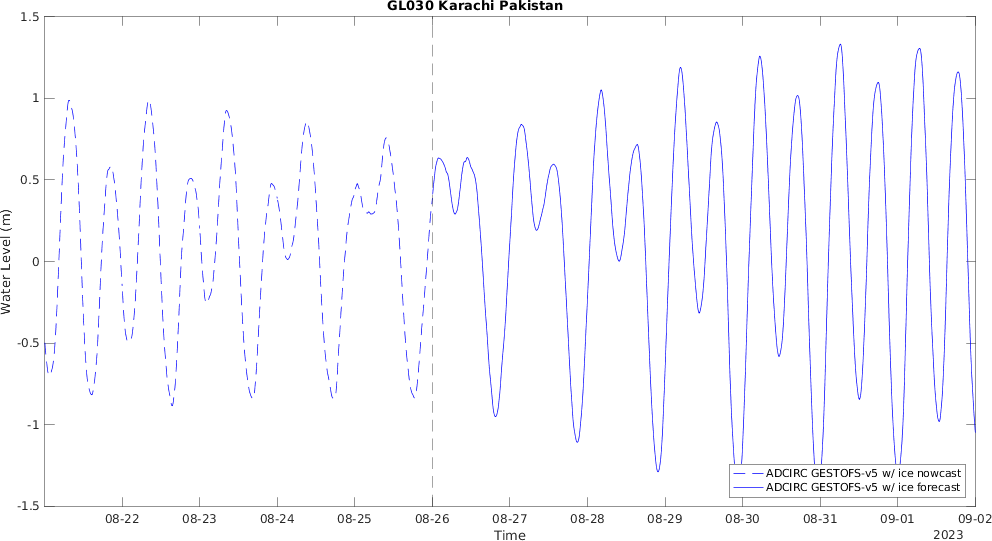 GL030 Karachi Pakistan
1.5
1
0.5
0
-0.5
-1
-1.5
Water Level (m)
08-22 08-23 08-24 08-25 08-26 08-27 08-28 08-29 08-30 08-31 09-01 09-02
Time
2023
ADCIRC GESTOFS-v5 w/ ice nowcast
ADCIRC GESTOFS-v5 w/ ice forecast